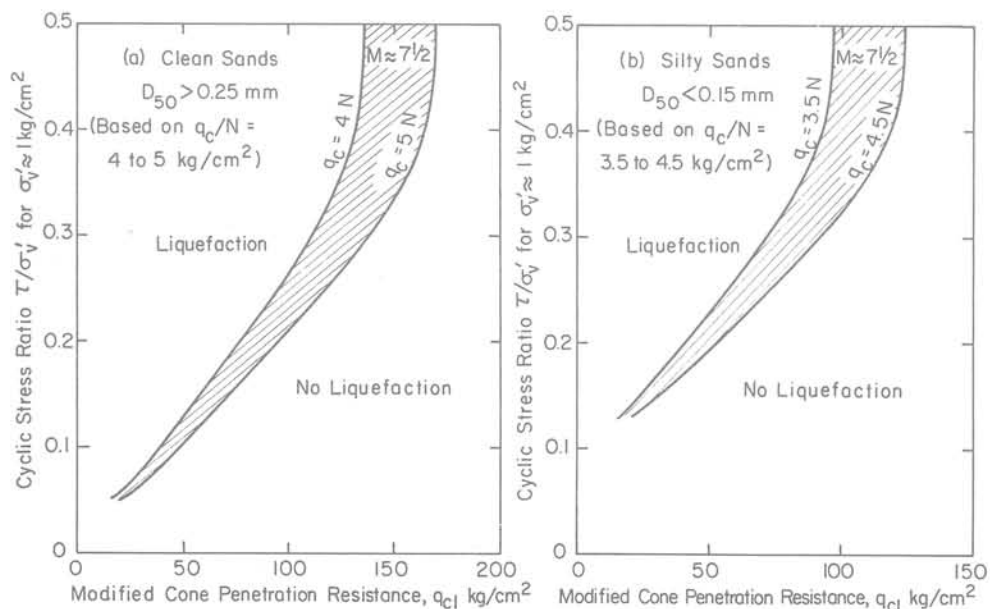 0.5
0.4
0.3
0.2
0.1
0
0
50
100
150
200
Cyclic Stress Ratio τ/σ′v for σ′v≈ 1 kg/cm²
Modified Cone Penetration Resistance, qc1 kg/cm²
(a) Clean Sands
D50 >0.25 mm
(Based on qc/N =
4 to 5 kg/cm²)
M≈7½
qc = 4 N
qc = 5 N
Liquefaction
No Liquefaction
0.5
0.4
0.3
0.2
0.1
0
0
50
100
150
Cyclic Stress Ratio τ/σ′v for σ′v≈ 1 kg/cm²
Modified Cone Penetration Resistance, qc1 kg/cm²
(b) Silty Sands
D50 <0.15 mm
(Based on qc/N =
3.5 to 4.5 kg/cm²)
M≈7½
qc = 3.5 N
qc = 4.5 N
Liquefaction
No Liquefaction